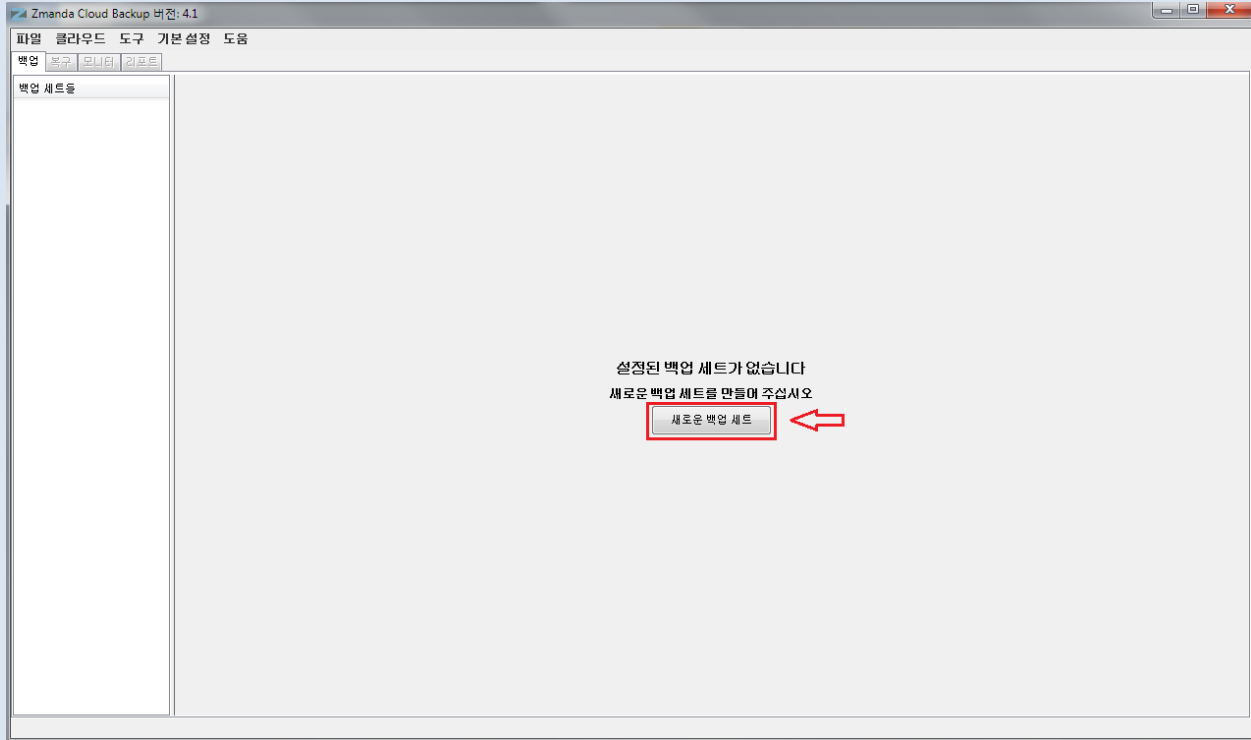 Zmanda Cloud Backup 버전: 4.1
파일 클라우드 도구 기본 설정 도움
백업 복구 모니터 리포트
백업 세트들
설정된 백업 세트가 없습니다
새로운 백업 세트를 만들어 주십시오
새로운 백업 세트